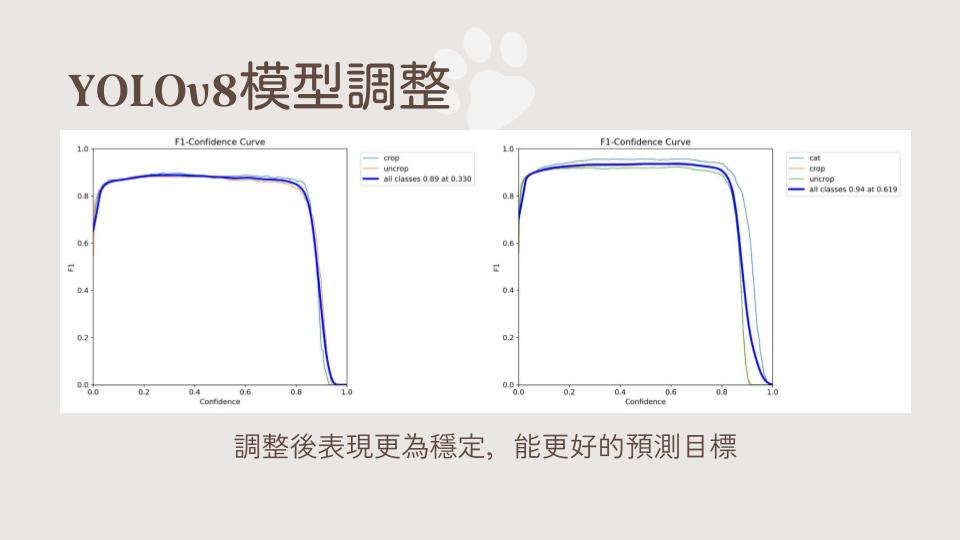 YOLOv8模型調整
F1-Confidence Curve
1.0
0.8
0.6
0.4
0.2
0.0
F1
0.0 0.2 0.4 0.6 0.8 1.0
Confidence
crop
uncrop
all classes 0.89 at 0.330
F1-Confidence Curve
1.0
0.8
0.6
0.4
0.2
0.0
F1
0.0 0.2 0.4 0.6 0.8 1.0
Confidence
cat
crop
uncrop
all classes 0.94 at 0.619
調整後表現更為穩定，能更好的預測目標